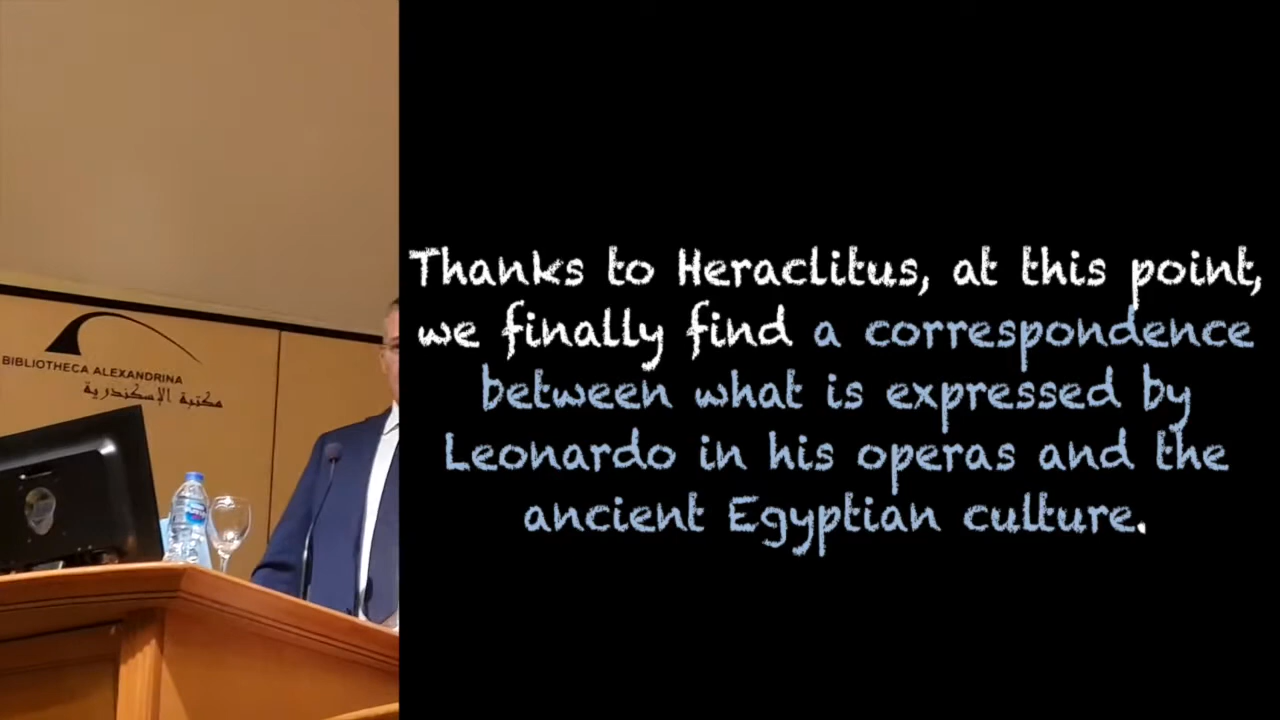 BIBLIOTHECA ALEXANDRINA
مكتبة الإسكندرية
Thanks to Heraclitus, at this point,
we finally find a correspondence
between what is expressed by
Leonardo in his operas and the
ancient Egyptian culture.